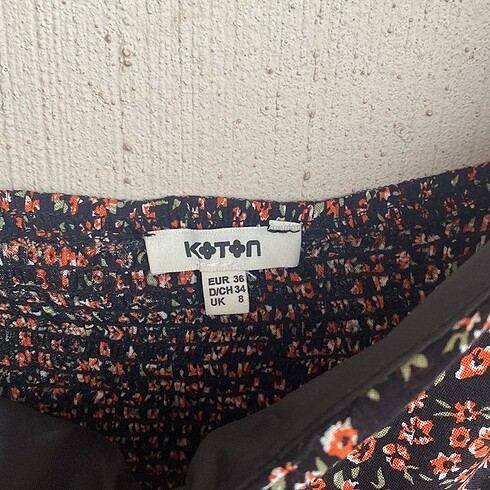 KOTON
EUR 36
D/CH 34
UK 8